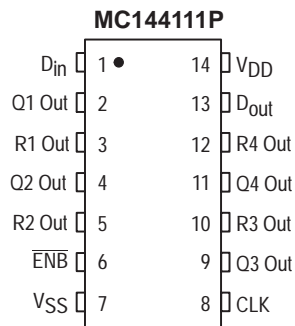 MC144111P
Din 1 14 VDD
Q1 Out 2 13 Dout
R1 Out 3 12 R4 Out
Q2 Out 4 11 Q4 Out
R2 Out 5 10 R3 Out
ENB 6 9 Q3 Out
VSS 7 8 CLK